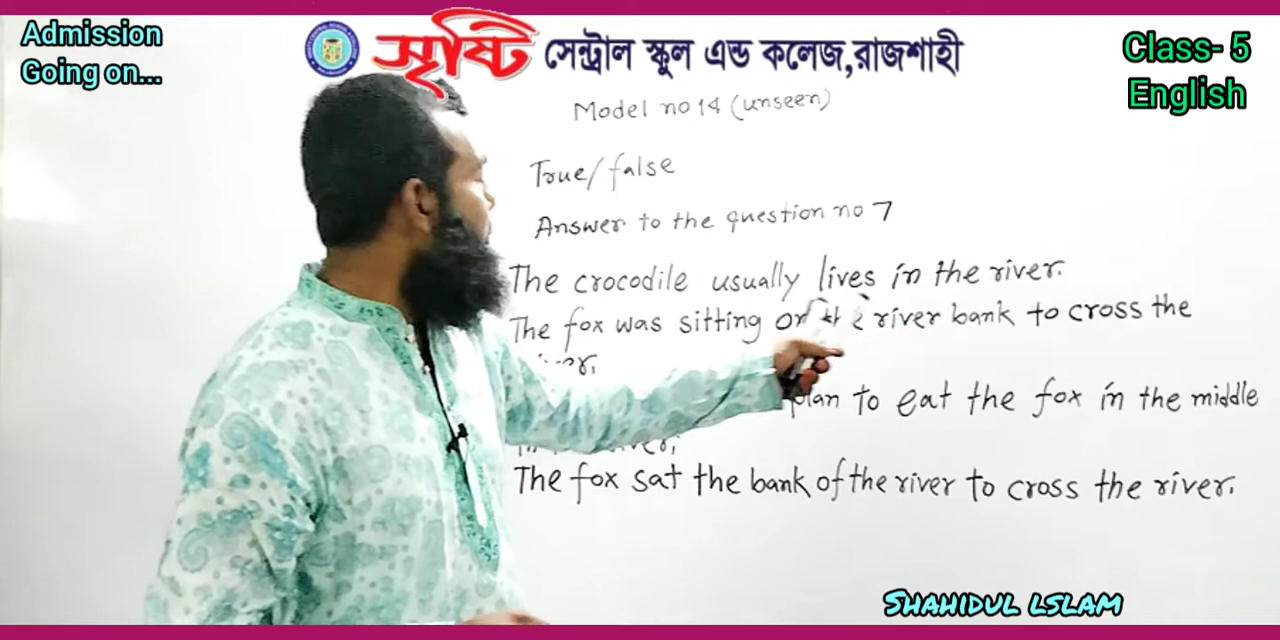 Admission
Going on...
সৃষ্টি সেন্ট্রাল স্কুল এন্ড কলেজ,রাজশাহী
Class- 5
English
Model no 14 (unseen)
True/false
Answer to the question no 7
The crocodile usually lives in the river.
The fox was sitting on the river bank to cross the
river.
plan to eat the fox in the middle
The fox sat the bank of the river to cross the river.
SHAHIDUL LSLAM